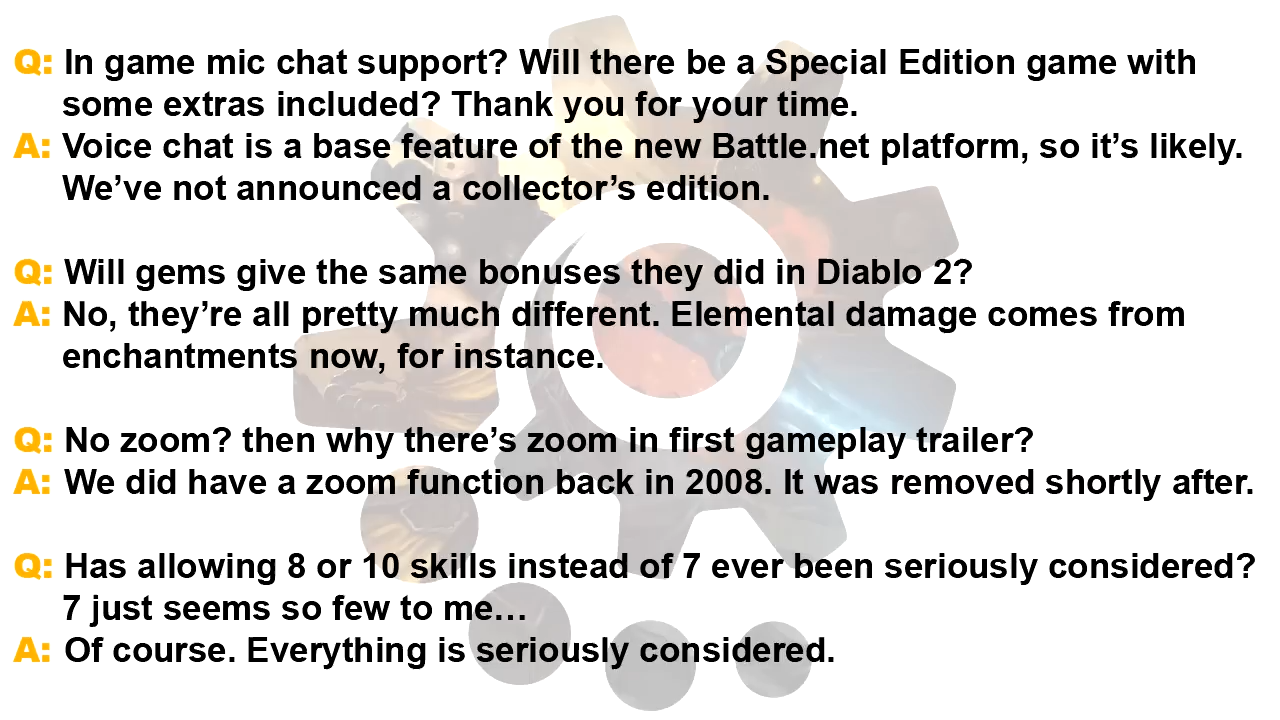 Q: In game mic chat support? Will there be a Special Edition game with
some extras included? Thank you for your time.
A: Voice chat is a base feature of the new Battle.net platform, so it’s likely.
We’ve not announced a collector’s edition.
Q: Will gems give the same bonuses they did in Diablo 2?
A: No, they’re all pretty much different. Elemental damage comes from
enchantments now, for instance.
Q: No zoom? then why there’s zoom in first gameplay trailer?
A: We did have a zoom function back in 2008. It was removed shortly after.
Q: Has allowing 8 or 10 skills instead of 7 ever been seriously considered?
7 just seems so few to me…
A: Of course. Everything is seriously considered.